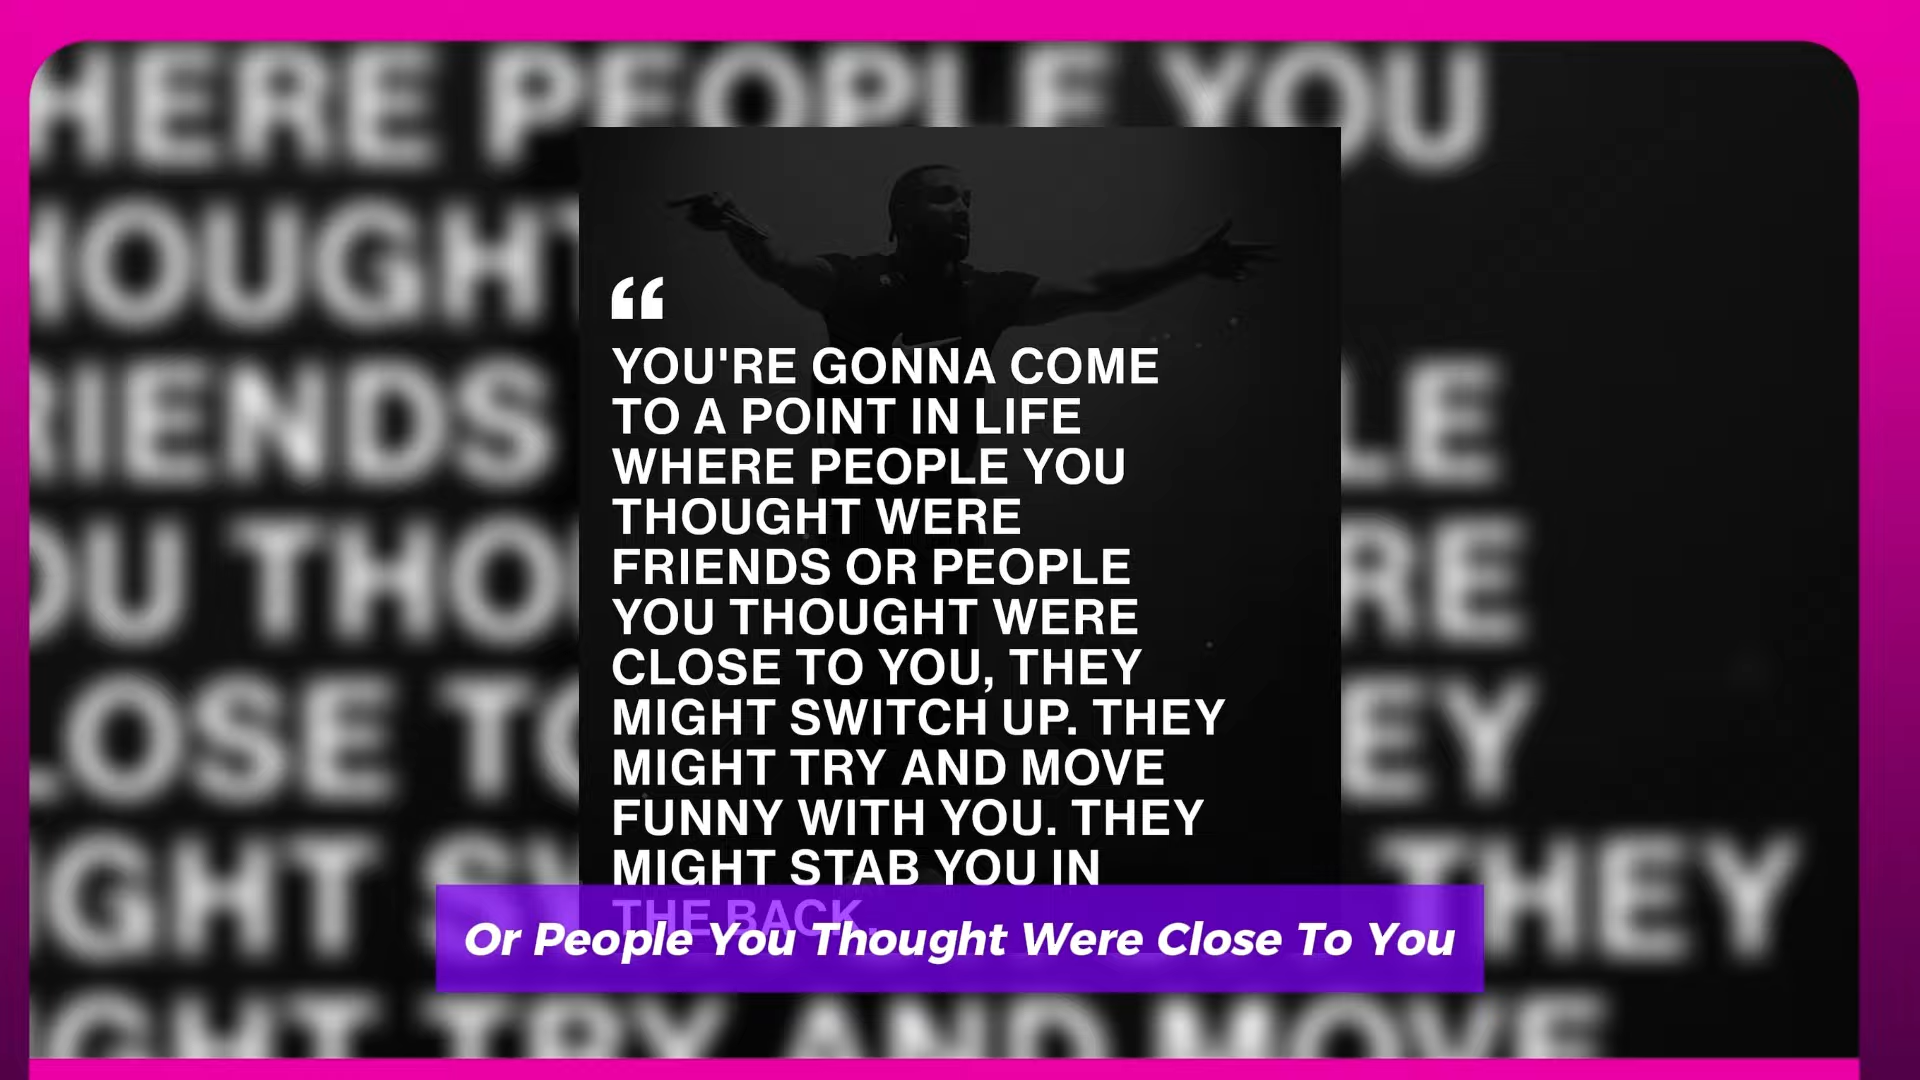 “
YOU'RE GONNA COME
TO A POINT IN LIFE
WHERE PEOPLE YOU
THOUGHT WERE
FRIENDS OR PEOPLE
YOU THOUGHT WERE
CLOSE TO YOU, THEY
MIGHT SWITCH UP. THEY
MIGHT TRY AND MOVE
FUNNY WITH YOU. THEY
MIGHT STAB YOU IN
THE BACK.
Or People You Thought Were Close To You